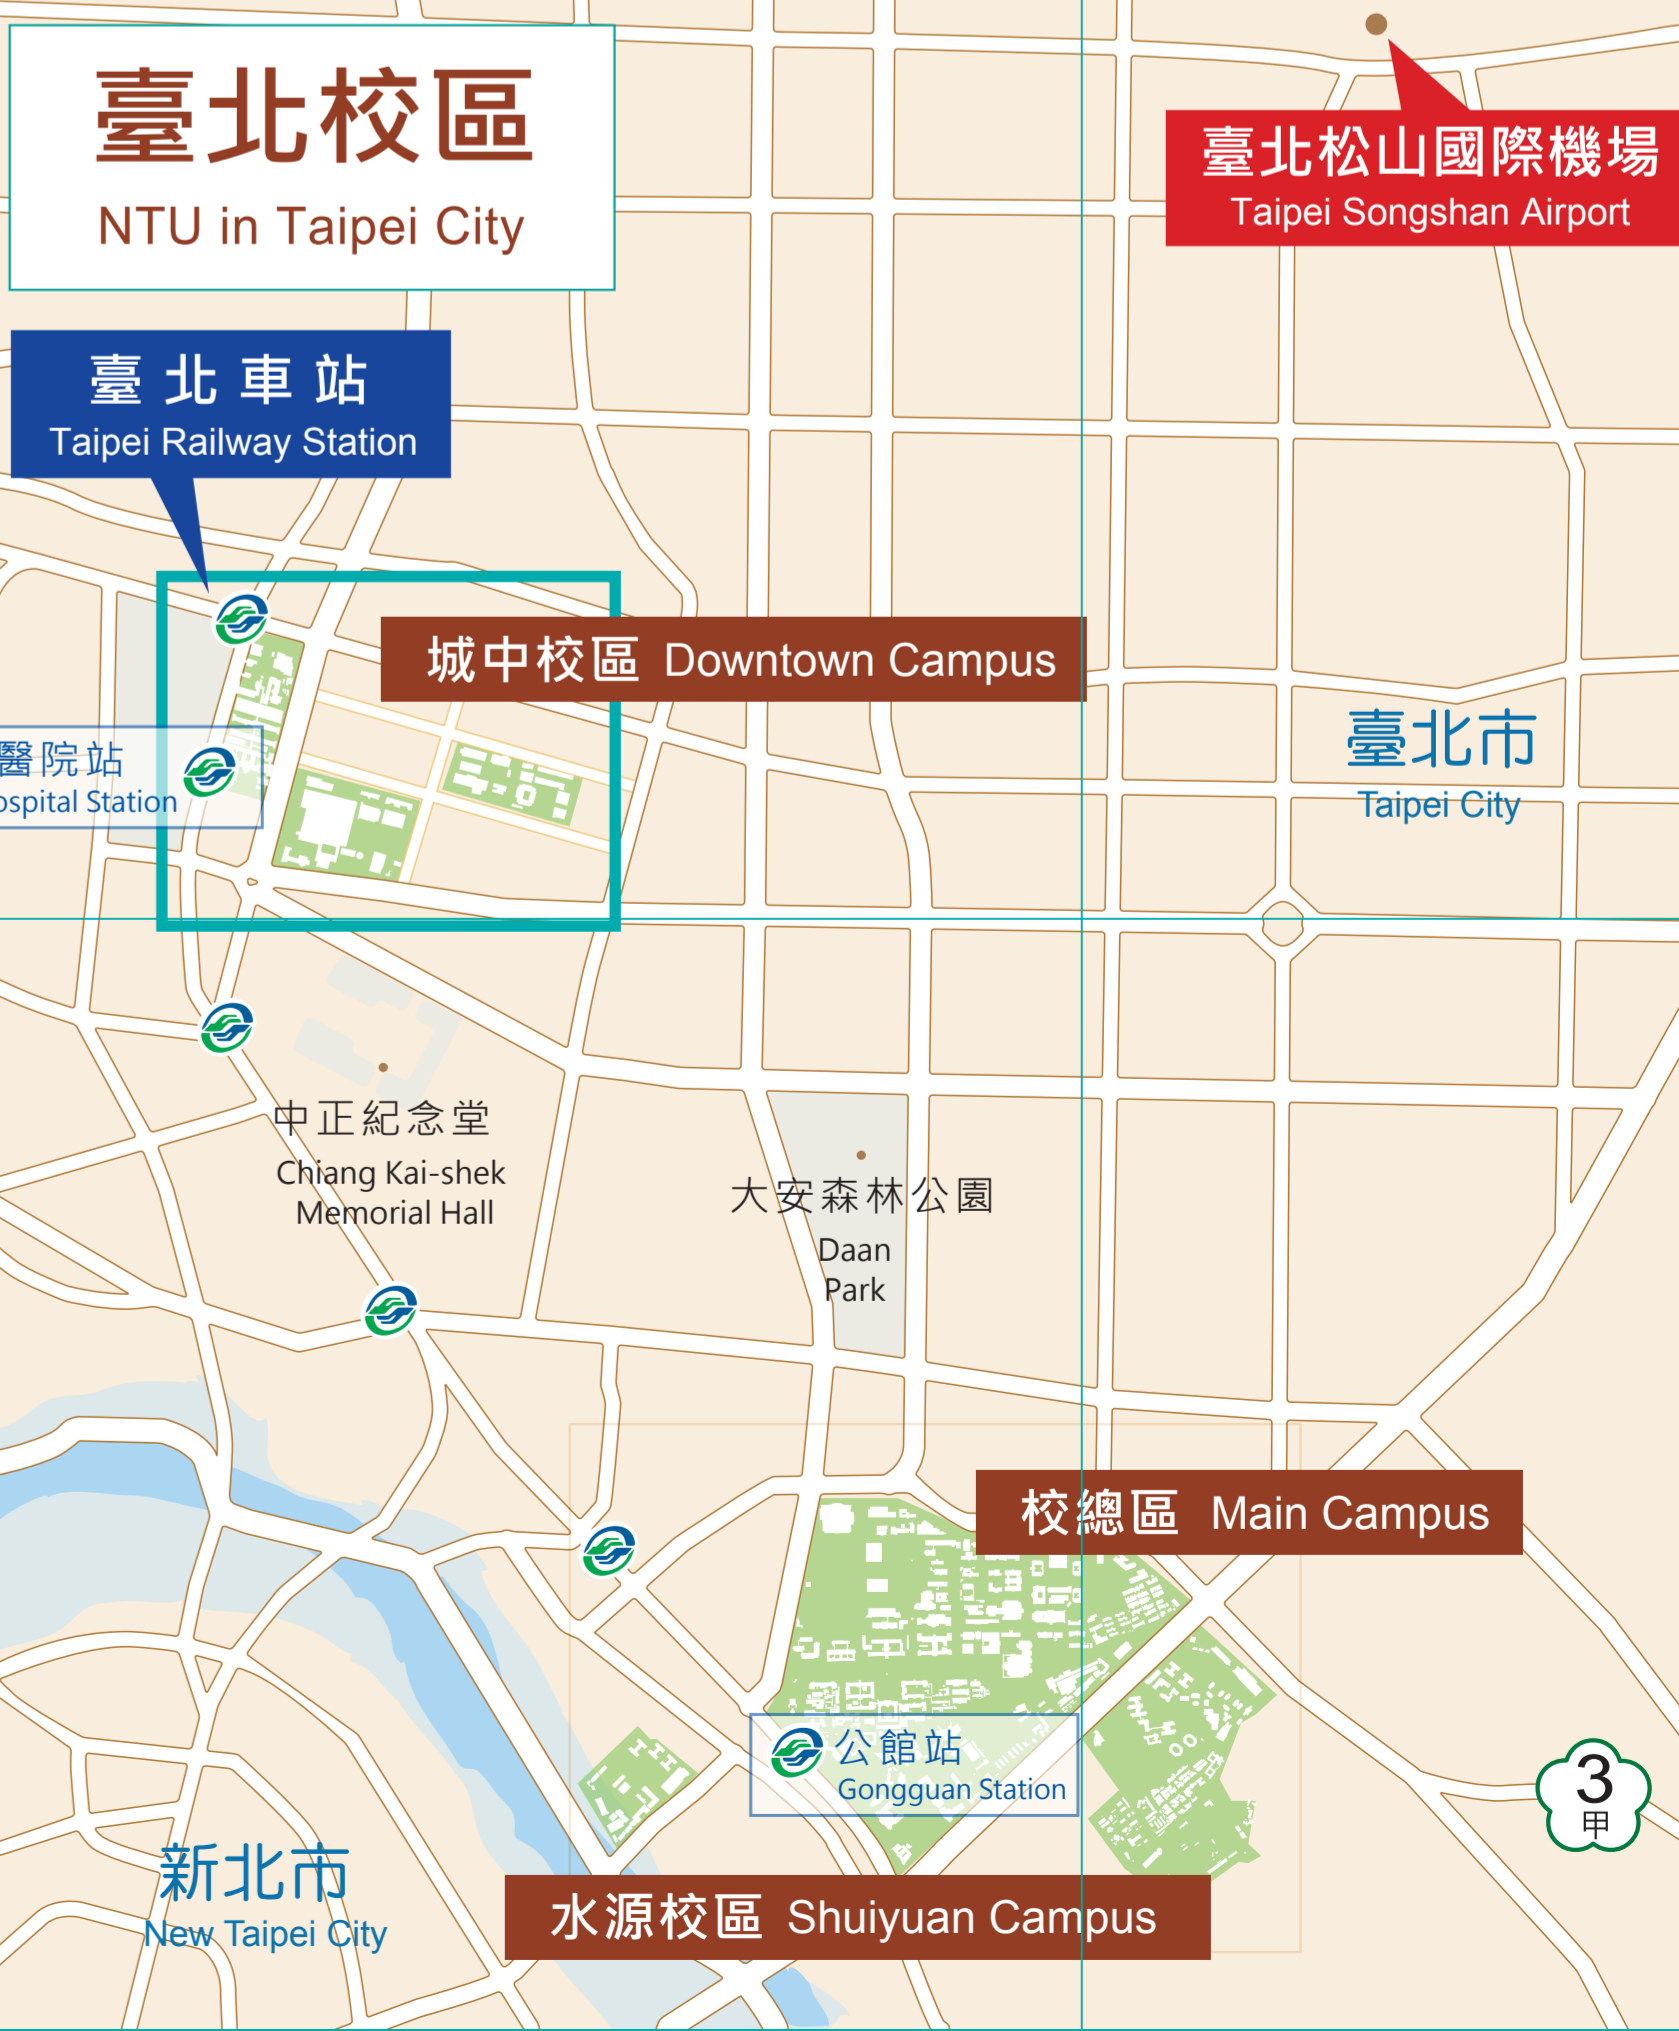 臺北校區
NTU in Taipei City
臺北松山國際機場
Taipei Songshan Airport
臺北車站
Taipei Railway Station
城中校區 Downtown Campus
醫院站
ospital Station
臺北市
Taipei City
中正紀念堂
Chiang Kai-shek
Memorial Hall
大安森林公園
Daan
Park
校總區 Main Campus
公館站
Gongguan Station
3
甲
新北市
New Taipei City
水源校區 Shuiyuan Campus